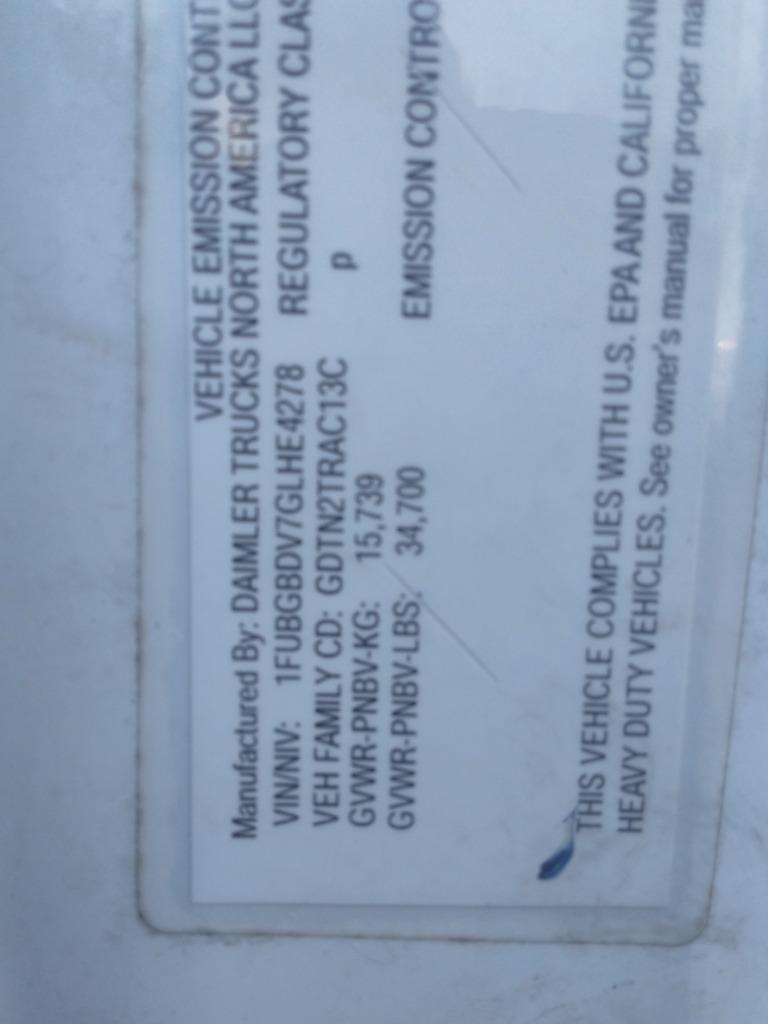 VEHICLE EMISSION CONT
Manufactured By: DAIMLER TRUCKS NORTH AMERICA LLC
VIN/NIV: 1FUBGBDV7GLHE4278 REGULATORY CLAS
VEH FAMILY CD: GDTN2TRAC13C p
GVWR-PNBV-KG: 15,739
GVWR-PNBV-LBS: 34,700 EMISSION CONTRO
THIS VEHICLE COMPLIES WITH U.S. EPA AND CALIFORNI
HEAVY DUTY VEHICLES. See owner's manual for proper ma